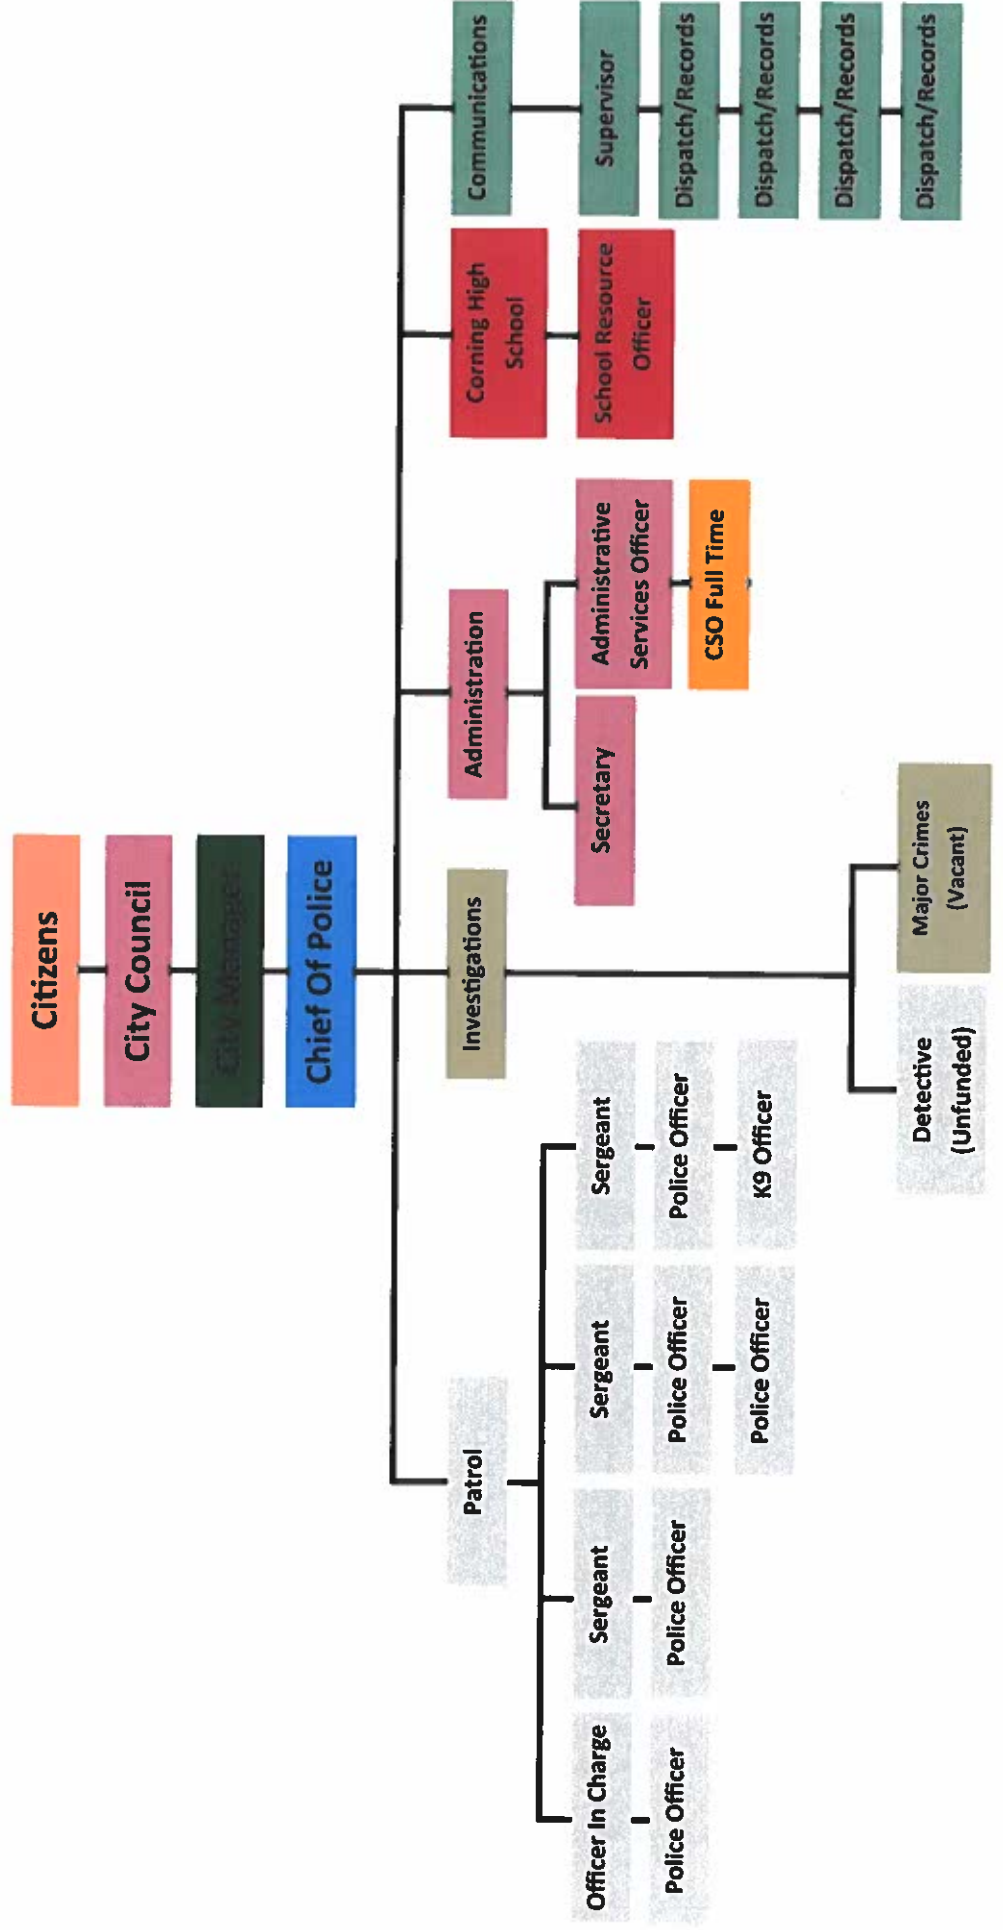 Citizens
City Council
City Manager
Chief Of Police
Patrol
Investigations
Administration
Corning High
School
Communications
Officer In Charge
Police Officer
Sergeant
Police Officer
Sergeant
Police Officer
Police Officer
Sergeant
Police Officer
K9 Officer
Detective
(Unfunded)
Major Crimes
(Vacant)
Secretary
Administrative
Services Officer
CSO Full Time
School Resource
Officer
Supervisor
Dispatch/Records
Dispatch/Records
Dispatch/Records
Dispatch/Records